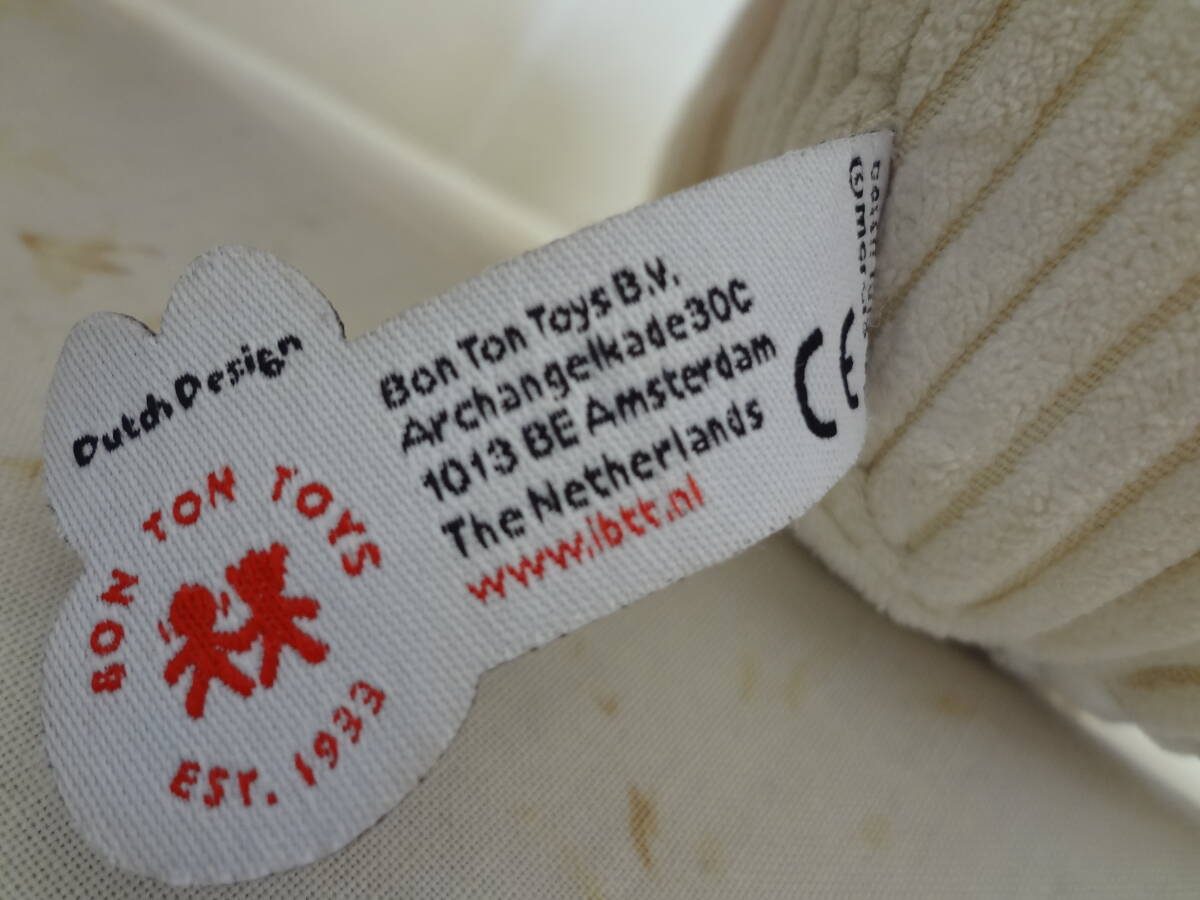 Dutch Design
BON TON TOYS
EST. 1933
Bon Ton Toys B.V.
Archangelkade 30C
1013 BE Amsterdam
The Netherlands
www.ibtt.nl
CE